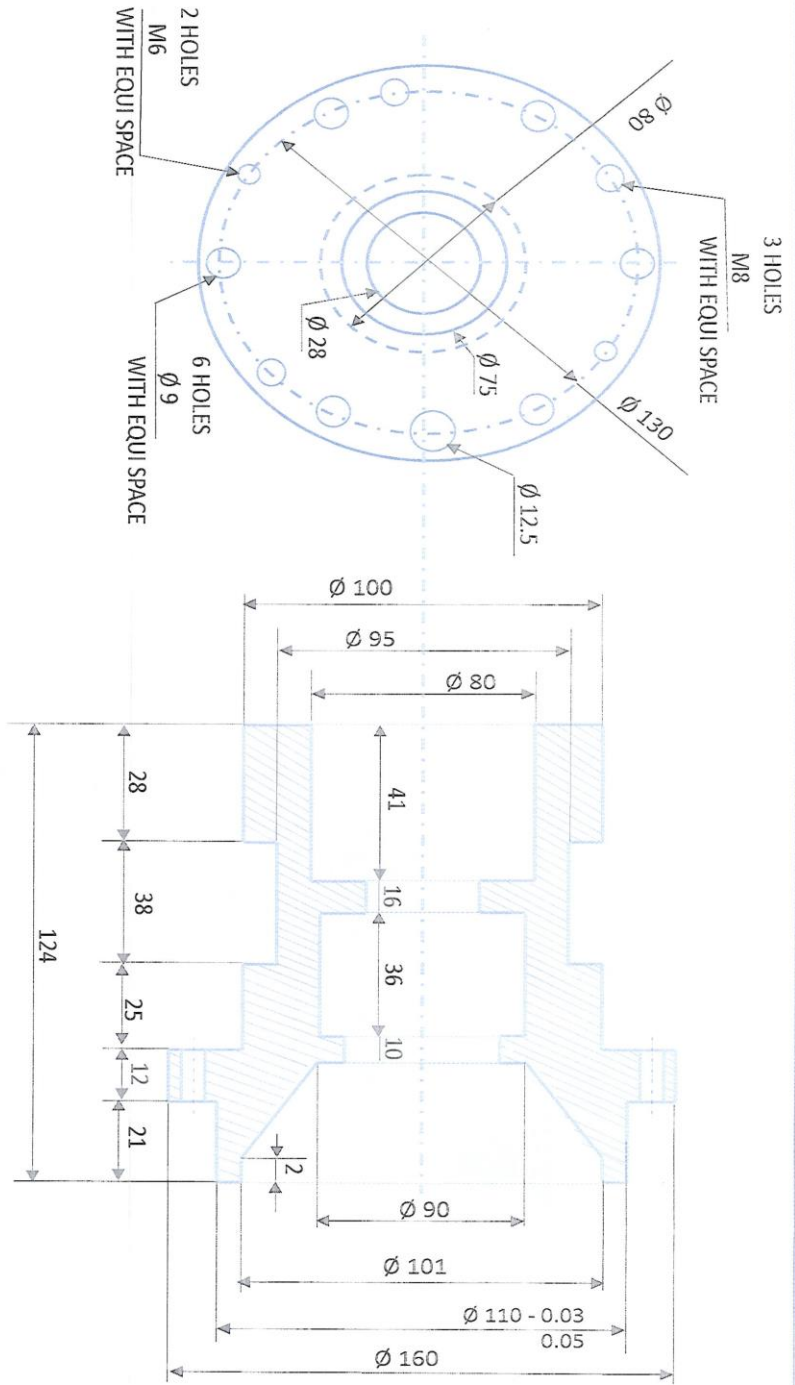 2 HOLES
M6
WITH EQUI SPACE
Ø 80
3 HOLES
M8
WITH EQUI SPACE
Ø 28
Ø 75
Ø 130
6 HOLES
Ø 9
WITH EQUI SPACE
Ø 12.5
Ø 100
Ø 95
Ø 80
41
16
36
10
28
38
25
12
21
124
2
Ø 90
Ø 101
Ø 110 - 0.03
0.05
Ø 160